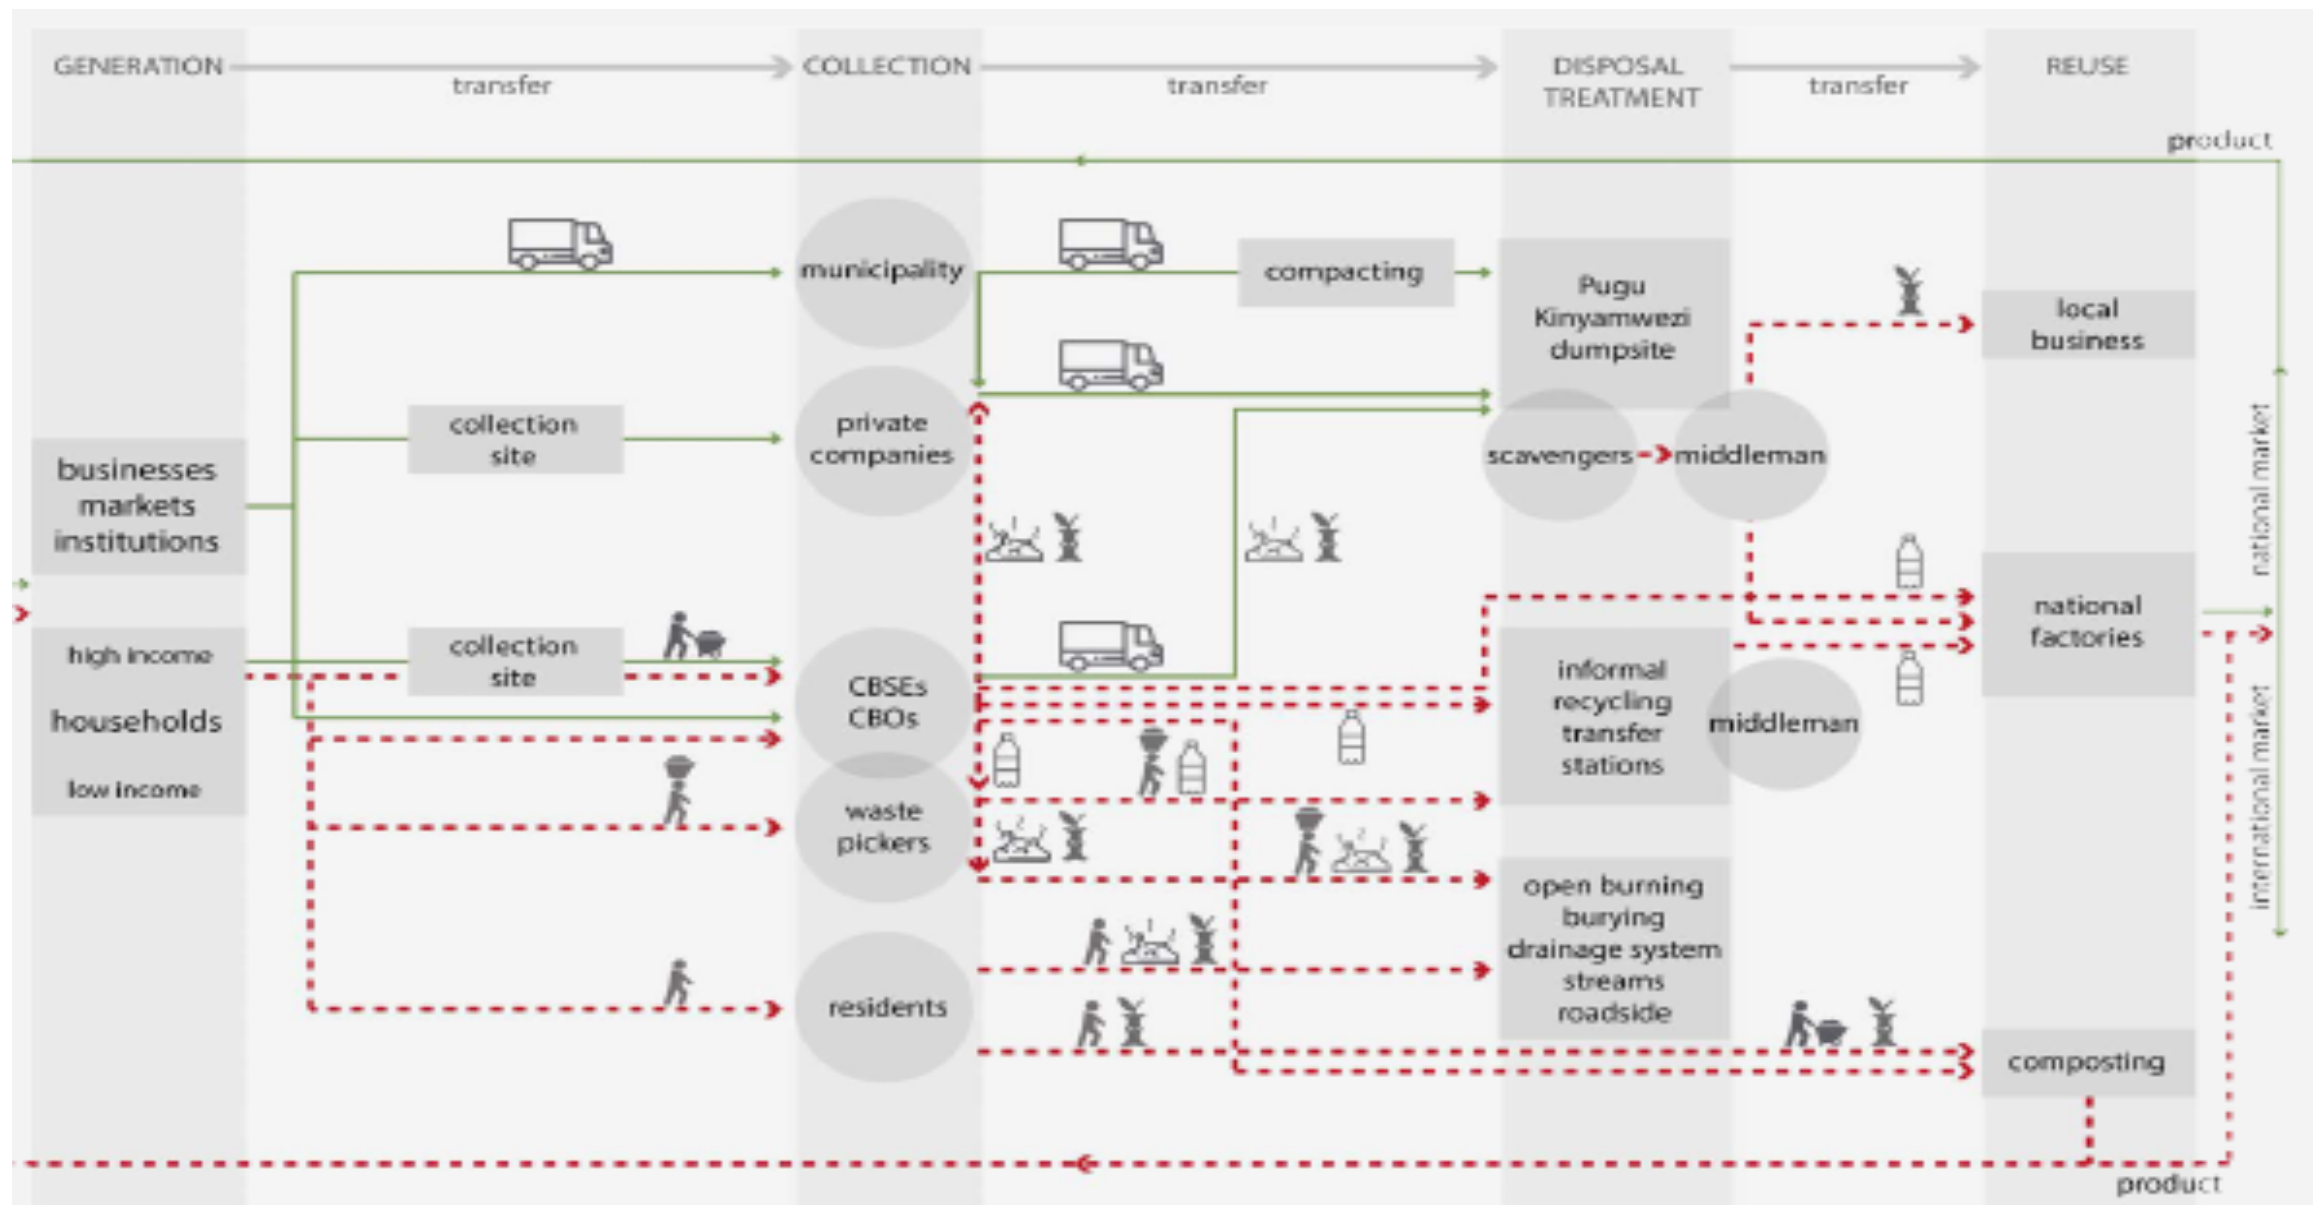 GENERATION
transfer
COLLECTION
transfer
DISPOSAL
TREATMENT
transfer
REUSE
product
municipality
compacting
Pugu
Kinyamwezi
dumpsite
local
business
collection
site
private
companies
scavengers
middleman
businesses
markets
institutions
national market
high income
households
low income
collection
site
CBSEs
CBOs
national
factories
informal
recycling
transfer
stations
middleman
international market
waste
pickers
open burning
burying
drainage system
streams
roadside
residents
composting
product